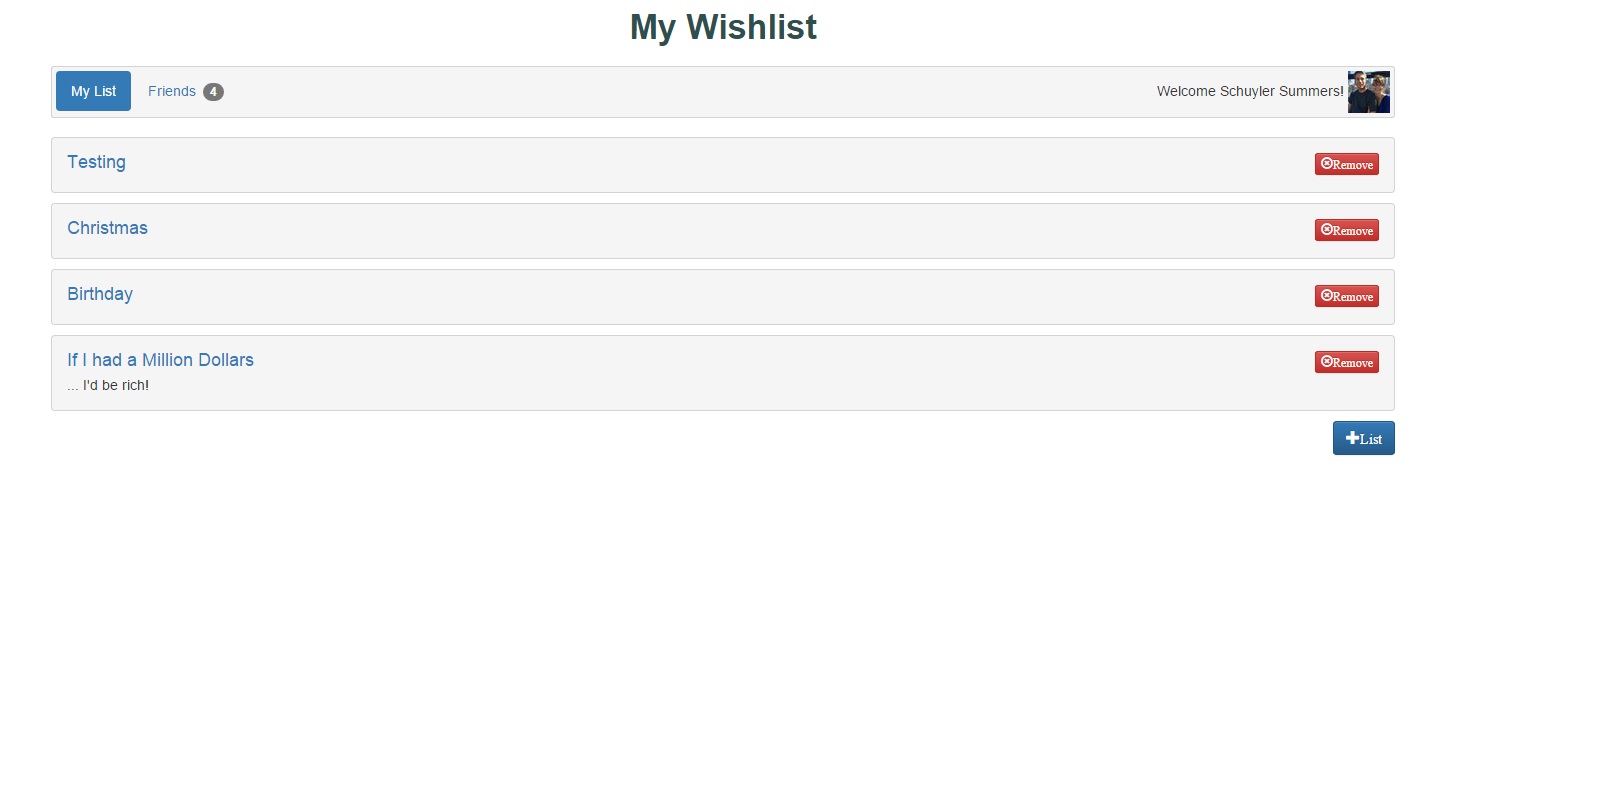 My Wishlist
My List Friends 4 Welcome Schuyler Summers!
Testing Remove
Christmas Remove
Birthday Remove
If I had a Million Dollars Remove
... I'd be rich!
List